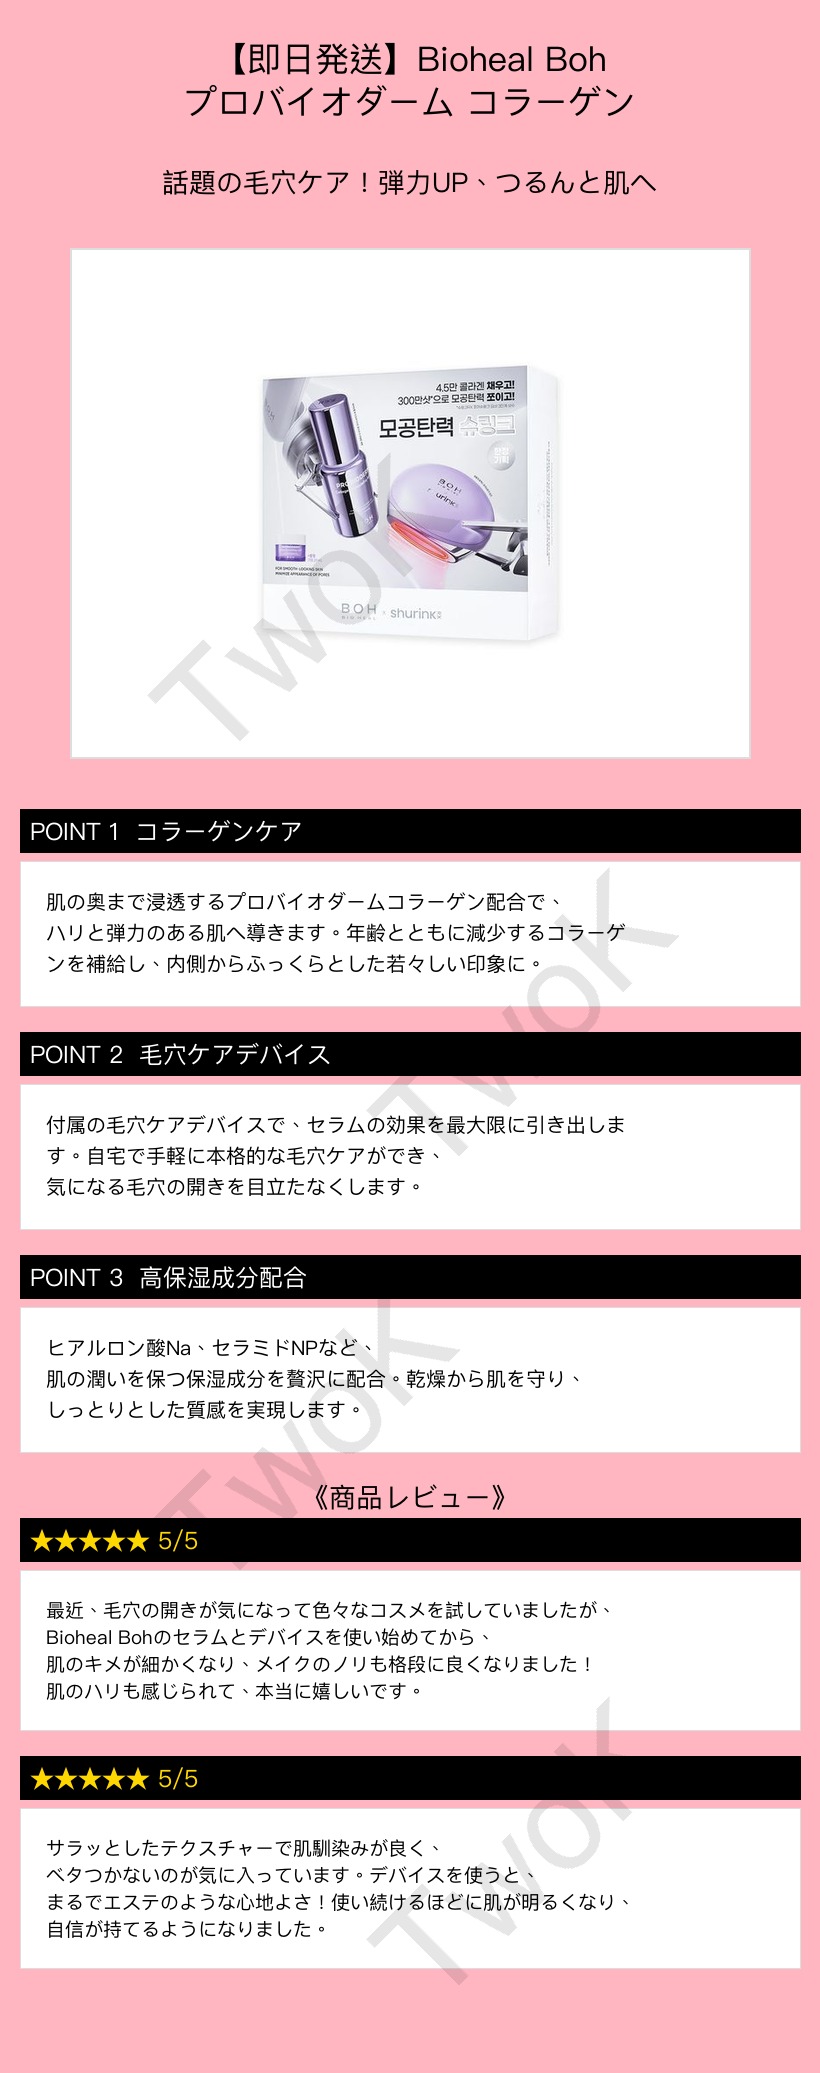 【即日発送】Bioheal Boh
プロバイオダーム コラーゲン
話題の毛穴ケア！弾力UP、つるんと肌へ
4.5만 콜라겐 채우고!
300만샷*으로 모공탄력 쪼이고!
모공탄력 슈링크
한정
기획
BOH
FOR SMOOTH-LOOKING SKIN
MINIMIZE APPEARANCE OF PORES
BOH x shurink
BIO HEAL
TwoK
POINT 1 コラーゲンケア
肌の奥まで浸透するプロバイオダームコラーゲン配合で、
ハリと弾力のある肌へ導きます。年齢とともに減少するコラーゲ
ンを補給し、内側からふっくらとした若々しい印象に。
TwoK
POINT 2 毛穴ケアデバイス
付属の毛穴ケアデバイスで、セラムの効果を最大限に引き出しま
す。自宅で手軽に本格的な毛穴ケアができ、
気になる毛穴の開きを目立たなくします。
POINT 3 高保湿成分配合
ヒアルロン酸Na、セラミドNPなど、
肌の潤いを保つ保湿成分を贅沢に配合。乾燥から肌を守り、
しっとりとした質感を実現します。
TwoK
《商品レビュー》
★★★★★ 5/5
最近、毛穴の開きが気になって色々なコスメを試していましたが、
Bioheal Bohのセラムとデバイスを使い始めてから、
肌のキメが細かくなり、メイクのノリも格段に良くなりました！
肌のハリも感じられて、本当に嬉しいです。
★★★★★ 5/5
サラッとしたテクスチャーで肌馴染みが良く、
ベタつかないのが気に入っています。デバイスを使うと、
まるでエステのような心地よさ！使い続けるほどに肌が明るくなり、
自信が持てるようになりました。
TwoK